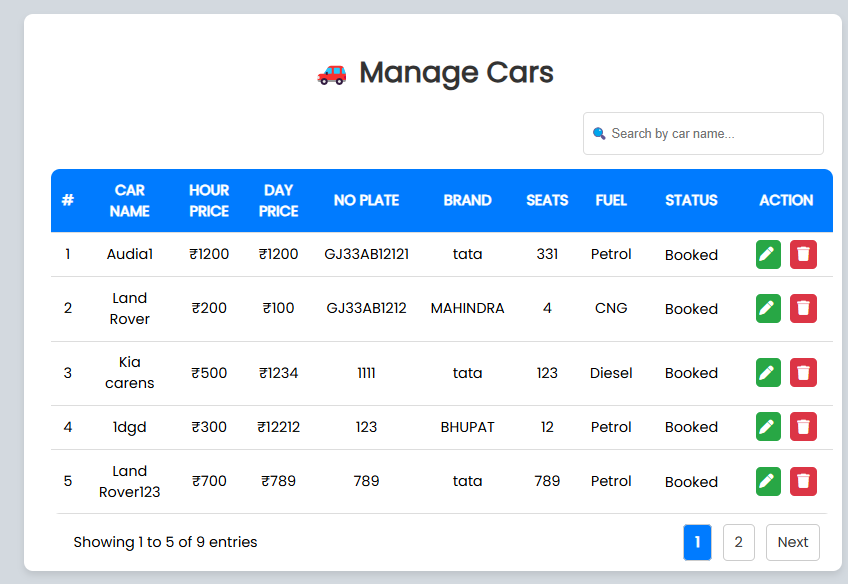 Manage Cars
Search by car name...
# CAR NAME HOUR PRICE DAY PRICE NO PLATE BRAND SEATS FUEL STATUS ACTION
1 Audia1 ₹1200 ₹1200 GJ33AB12121 tata 331 Petrol Booked
2 Land Rover ₹200 ₹100 GJ33AB1212 MAHINDRA 4 CNG Booked
3 Kia carens ₹500 ₹1234 1111 tata 123 Diesel Booked
4 1dgd ₹300 ₹12212 123 BHUPAT 12 Petrol Booked
5 Land Rover123 ₹700 ₹789 789 tata 789 Petrol Booked
Showing 1 to 5 of 9 entries 1 2 Next